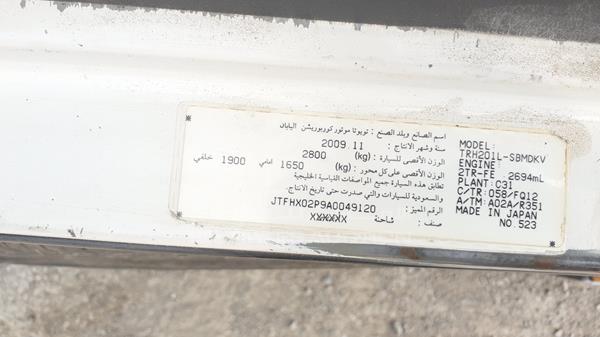 اسم الصانع وبلد الصنع : تويوتا موتور كوربوريشن اليابان
سنة وشهر الانتاج : 11 2009
الوزن الأقصى للسيارة : (kg) 2800
الوزن الأقصى على كل محور : (kg) 1650 أمامي 1900 خلفي
تطابق هذه السيارة جميع المواصفات القياسية الخليجية
والسعودية للسيارات والتي صدرت حتى تاريخ الانتاج.
الرقم المميز : JTFHX02P9A0049120
صنف : شاحنة XXXXXX
MODEL:
TRH201L-SBMDKV
ENGINE:
2TR-FE 2694mL
PLANT: C31
C/TR: 058/FQ12
A/TM: A02A/R351
MADE IN JAPAN
NO.523